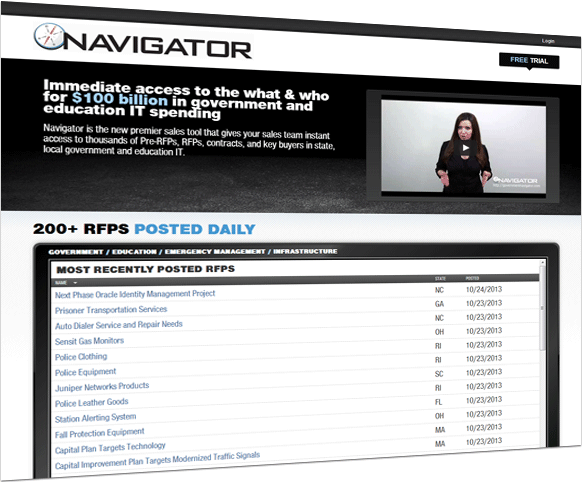 NAVIGATOR
Login
FREE TRIAL
Immediate access to the what & who
for $100 billion in government and
education IT spending
Navigator is the new premier sales tool that gives your sales team instant
access to thousands of Pre-RFPs, RFPs, contracts, and key buyers in state,
local government and education IT.
NAVIGATOR
200+ RFPS POSTED DAILY
GOVERNMENT / EDUCATION / EMERGENCY MANAGEMENT / INFRASTRUCTURE
MOST RECENTLY POSTED RFPS
NAME STATE POSTED
Next Phase Oracle Identity Management Project NC 10/24/2013
Prisoner Transportation Services GA 10/23/2013
Auto Dialer Service and Repair Needs NC 10/23/2013
Sensit Gas Monitors OH 10/23/2013
Police Clothing RI 10/23/2013
Police Equipment RI 10/23/2013
Juniper Networks Products SC 10/23/2013
Police Leather Goods RI 10/23/2013
Station Alerting System FL 10/23/2013
Fall Protection Equipment OH 10/23/2013
Capital Plan Targets Technology MA 10/23/2013
Capital Improvement Plan Targets Modernized Traffic Signals MA 10/23/2013